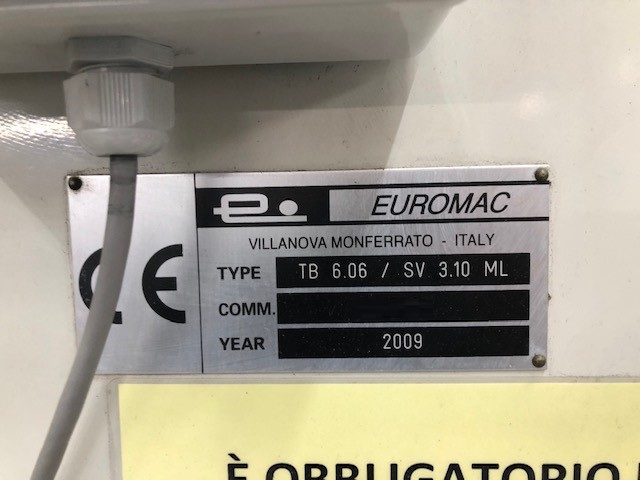 e.
EUROMAC
VILLANOVA MONFERRATO - ITALY
CE
TYPE TB 6.06 / SV 3.10 ML
COMM.
YEAR 2009
È OBBLIGATORIO